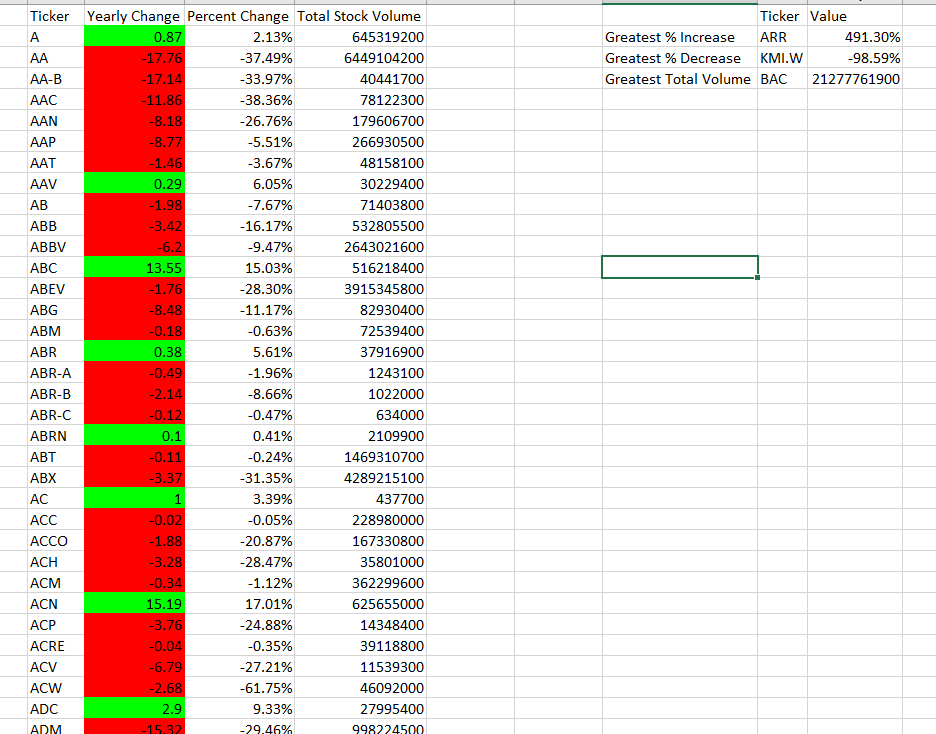 Ticker Yearly Change Percent Change Total Stock Volume Ticker Value
A 0.87 2.13% 645319200 Greatest % Increase ARR 491.30%
AA -17.76 -37.49% 6449104200 Greatest % Decrease KMI.W -98.59%
AA-B -17.14 -33.97% 40441700 Greatest Total Volume BAC 21277761900
AAC -11.86 -38.36% 78122300
AAN -8.18 -26.76% 179606700
AAP -8.77 -5.51% 266930500
AAT -1.46 -3.67% 48158100
AAV 0.29 6.05% 30229400
AB -1.98 -7.67% 71403800
ABB -3.42 -16.17% 532805500
ABBV -6.2 -9.47% 2643021600
ABC 13.55 15.03% 516218400
ABEV -1.76 -28.30% 3915345800
ABG -8.48 -11.17% 82930400
ABM -0.18 -0.63% 72539400
ABR 0.38 5.61% 37916900
ABR-A -0.49 -1.96% 1243100
ABR-B -2.14 -8.66% 1022000
ABR-C -0.12 -0.47% 634000
ABRN 0.1 0.41% 2109900
ABT -0.11 -0.24% 1469310700
ABX -3.37 -31.35% 4289215100
AC 1 3.39% 437700
ACC -0.02 -0.05% 228980000
ACCO -1.88 -20.87% 167330800
ACH -3.28 -28.47% 35801000
ACM -0.34 -1.12% 362299600
ACN 15.19 17.01% 625655000
ACP -3.76 -24.88% 14348400
ACRE -0.04 -0.35% 39118800
ACV -6.79 -27.21% 11539300
ACW -2.68 -61.75% 46092000
ADC 2.9 9.33% 27995400
ADM -15.32 -29.46% 998224500